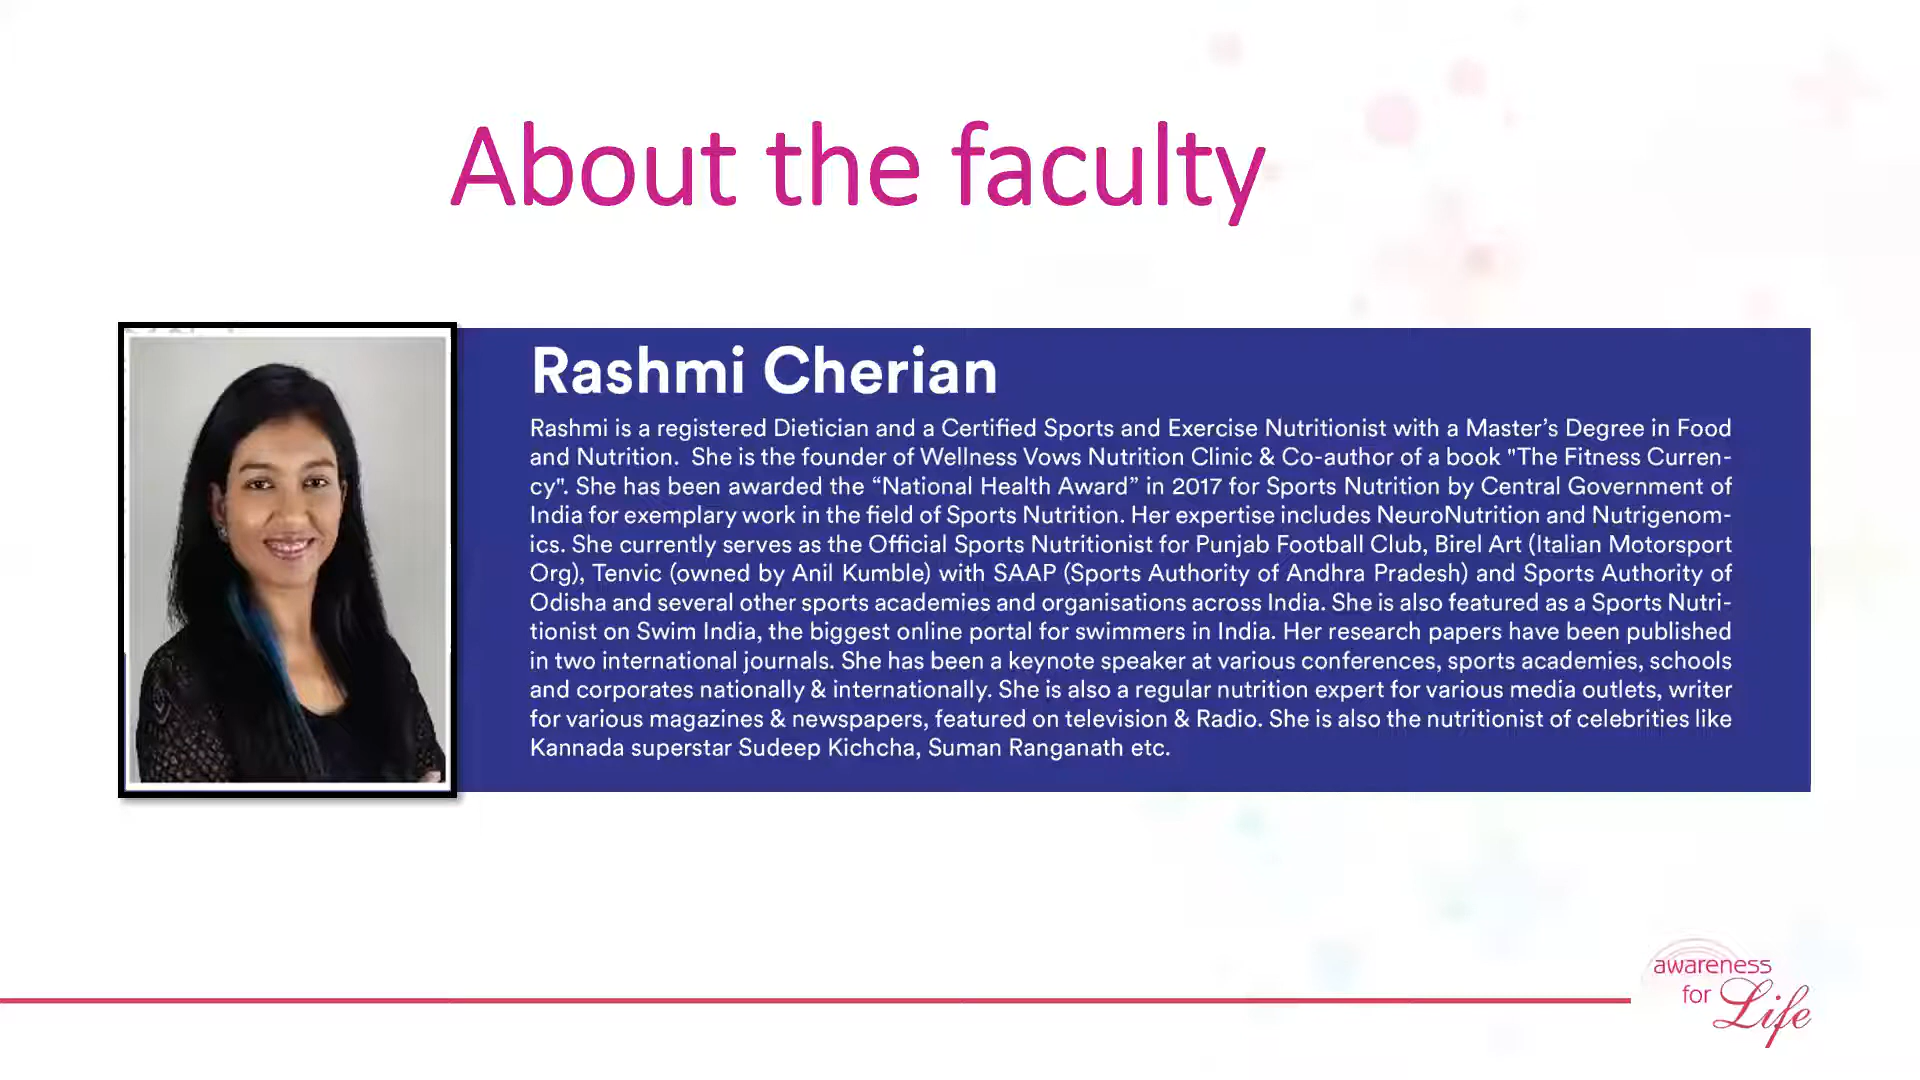 About the faculty
Rashmi Cherian
Rashmi is a registered Dietician and a Certified Sports and Exercise Nutritionist with a Master’s Degree in Food
and Nutrition.  She is the founder of Wellness Vows Nutrition Clinic & Co-author of a book "The Fitness Curren-
cy". She has been awarded the “National Health Award” in 2017 for Sports Nutrition by Central Government of
India for exemplary work in the field of Sports Nutrition. Her expertise includes NeuroNutrition and Nutrigenom-
ics. She currently serves as the Official Sports Nutritionist for Punjab Football Club, Birel Art (Italian Motorsport
Org), Tenvic (owned by Anil Kumble) with SAAP (Sports Authority of Andhra Pradesh) and Sports Authority of
Odisha and several other sports academies and organisations across India. She is also featured as a Sports Nutri-
tionist on Swim India, the biggest online portal for swimmers in India. Her research papers have been published
in two international journals. She has been a keynote speaker at various conferences, sports academies, schools
and corporates nationally & internationally. She is also a regular nutrition expert for various media outlets, writer
for various magazines & newspapers, featured on television & Radio. She is also the nutritionist of celebrities like
Kannada superstar Sudeep Kichcha, Suman Ranganath etc.
awareness
for Life